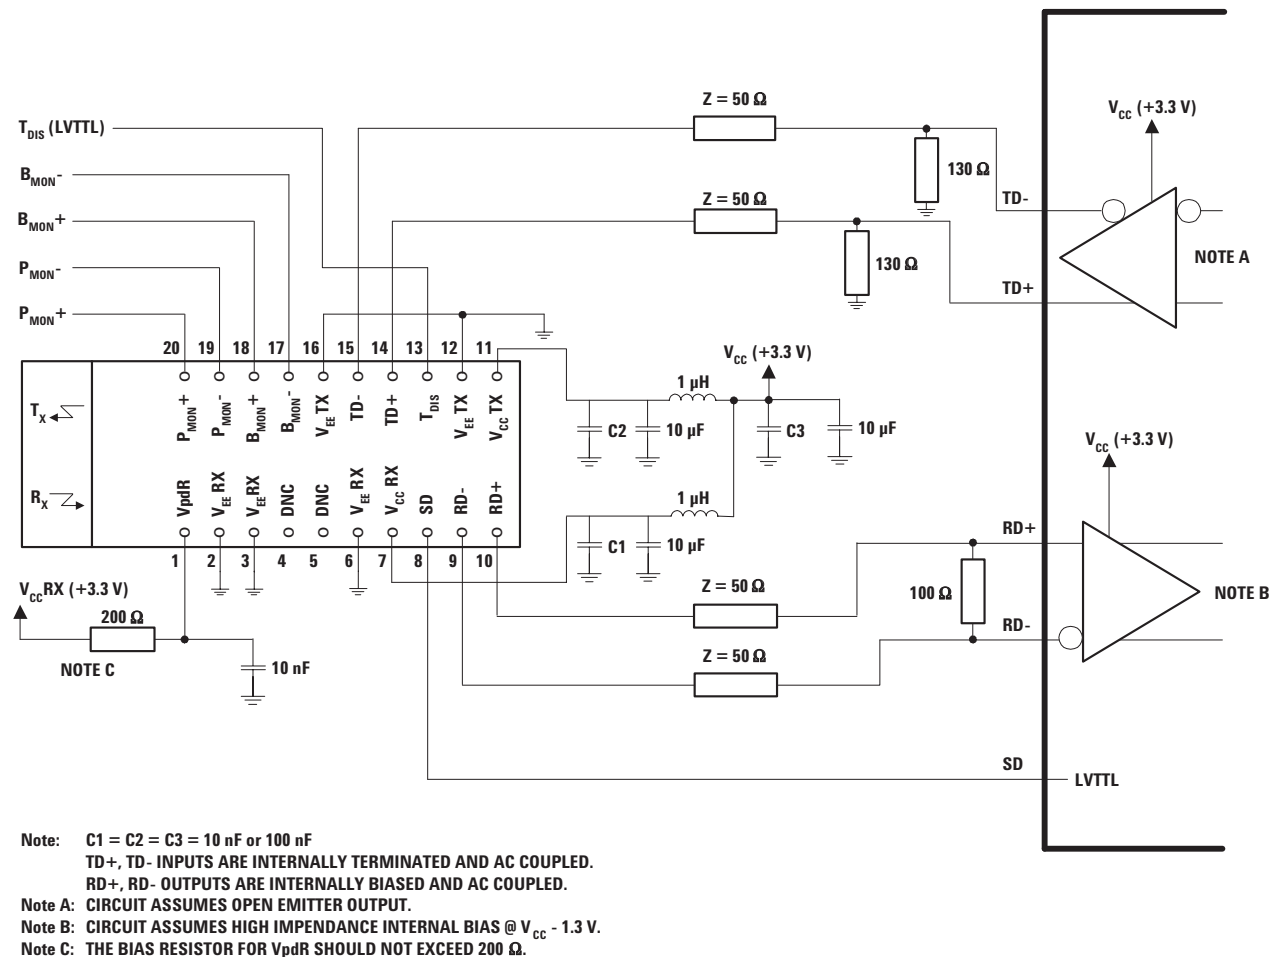 Z = 50 Ω
V_CC (+3.3 V)
T_DIS (LVTTL)
130 Ω
B_MON-
TD-
Z = 50 Ω
B_MON+
NOTE A
130 Ω
P_MON-
TD+
P_MON+
20 19 18 17 16 15 14 13 12 11
V_CC (+3.3 V)
1 µH
T_X
P_MON+
P_MON-
B_MON+
B_MON-
V_EE TX
TD-
TD+
T_DIS
V_EE TX
V_CC TX
C2
10 µF
C3
10 µF
V_CC (+3.3 V)
R_X
VpdR
V_EE RX
V_EE RX
DNC
DNC
V_EE RX
V_CC RX
SD
RD-
RD+
1 µH
RD+
C1
10 µF
1 2 3 4 5 6 7 8 9 10
V_CC RX (+3.3 V)
Z = 50 Ω
100 Ω
NOTE B
200 Ω
RD-
NOTE C
10 nF
Z = 50 Ω
SD
LVTTL
Note: C1 = C2 = C3 = 10 nF or 100 nF
TD+, TD- INPUTS ARE INTERNALLY TERMINATED AND AC COUPLED.
RD+, RD- OUTPUTS ARE INTERNALLY BIASED AND AC COUPLED.
Note A: CIRCUIT ASSUMES OPEN EMITTER OUTPUT.
Note B: CIRCUIT ASSUMES HIGH IMPENDANCE INTERNAL BIAS @ V_CC - 1.3 V.
Note C: THE BIAS RESISTOR FOR VpdR SHOULD NOT EXCEED 200 Ω.